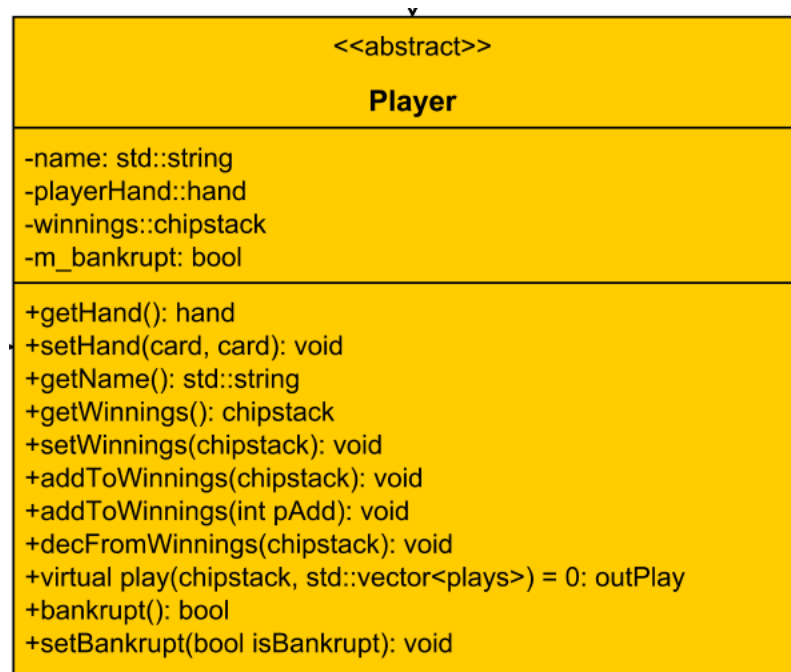 <<abstract>>
Player
-name: std::string
-playerHand::hand
-winnings::chipstack
-m_bankrupt: bool
+getHand(): hand
+setHand(card, card): void
+getName(): std::string
+getWinnings(): chipstack
+setWinnings(chipstack): void
+addToWinnings(chipstack): void
+addToWinnings(int pAdd): void
+decFromWinnings(chipstack): void
+virtual play(chipstack, std::vector<plays>) = 0: outPlay
+bankrupt(): bool
+setBankrupt(bool isBankrupt): void